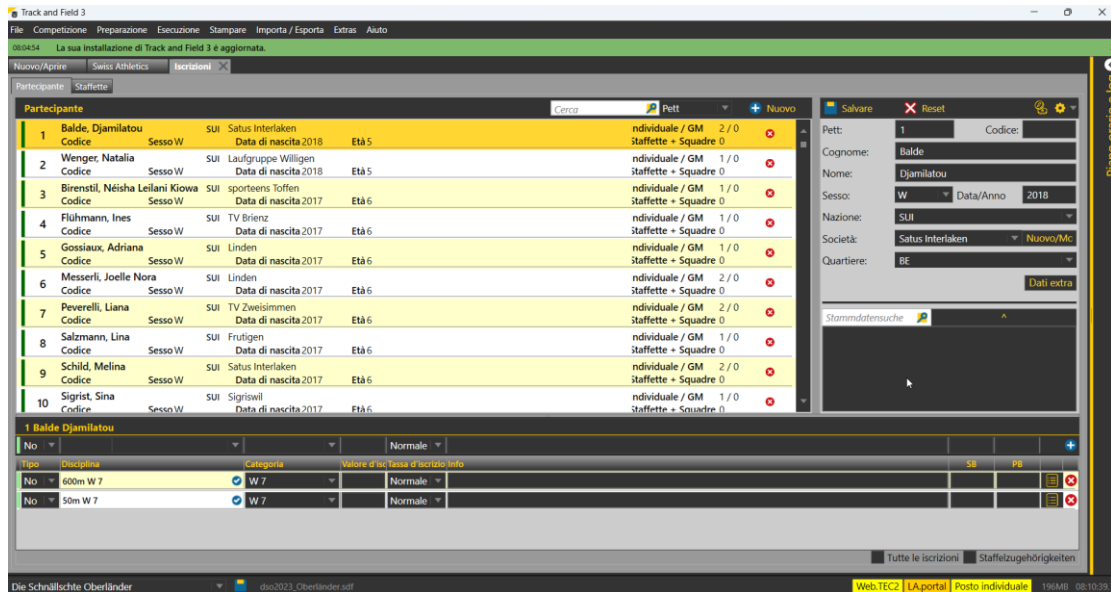 Track and Field 3
File Competizione Preparazione Esecuzione Stampare Importa / Esporta Extras Aiuto
08:04:54 La sua installazione di Track and Field 3 è aggiornata.
Nuovo/Aprire Swiss Athletics Iscrizioni
Partecipante Staffette
Partecipante Cerca Pett Nuovo
1 Balde, Djamilatou SUI Satus Interlaken ndividuale / GM 2 / 0
Codice Sesso W Data di nascita 2018 Età 5 Staffette + Squadre 0
2 Wenger, Natalia SUI Laufgruppe Willigen ndividuale / GM 1 / 0
Codice Sesso W Data di nascita 2018 Età 5 Staffette + Squadre 0
3 Birenstil, Néisha Leilani Kiowa SUI sporteens Toffen ndividuale / GM 1 / 0
Codice Sesso W Data di nascita 2017 Età 6 Staffette + Squadre 0
4 Flühmann, Ines SUI TV Brienz ndividuale / GM 1 / 0
Codice Sesso W Data di nascita 2017 Età 6 Staffette + Squadre 0
5 Gossiaux, Adriana SUI Linden ndividuale / GM 1 / 0
Codice Sesso W Data di nascita 2017 Età 6 Staffette + Squadre 0
6 Messerli, Joelle Nora SUI Linden ndividuale / GM 2 / 0
Codice Sesso W Data di nascita 2017 Età 6 Staffette + Squadre 0
7 Peverelli, Liana SUI TV Zweisimmen ndividuale / GM 2 / 0
Codice Sesso W Data di nascita 2017 Età 6 Staffette + Squadre 0
8 Salzmann, Lina SUI Frutigen ndividuale / GM 1 / 0
Codice Sesso W Data di nascita 2017 Età 6 Staffette + Squadre 0
9 Schild, Melina SUI Satus Interlaken ndividuale / GM 2 / 0
Codice Sesso W Data di nascita 2017 Età 6 Staffette + Squadre 0
10 Sigrist, Sina SUI Sigriswil ndividuale / GM 1 / 0
Codice Sesso W Data di nascita 2017 Età 6 Staffette + Squadre 0
Salvare Reset
Pett: 1 Codice:
Cognome: Balde
Nome: Djamilatou
Sesso: W Data/Anno 2018
Nazione: SUI
Società: Satus Interlaken Nuovo/Mc
Quartiere: BE
Dati extra
Stammdatensuche
1 Balde Djamilatou
No Normale
Tipo Disciplina Categoria Valore d'isc Tassa d'iscrizio Info SB PB
No 600m W 7 W 7 Normale
No 50m W 7 W 7 Normale
Tutte le iscrizioni Staffelzugehörigkeiten
Die Schnällschte Oberländer dso2023_Oberländer.sdf Web.TEC2 LA.portal Posto individuale 196MB 08:10:39